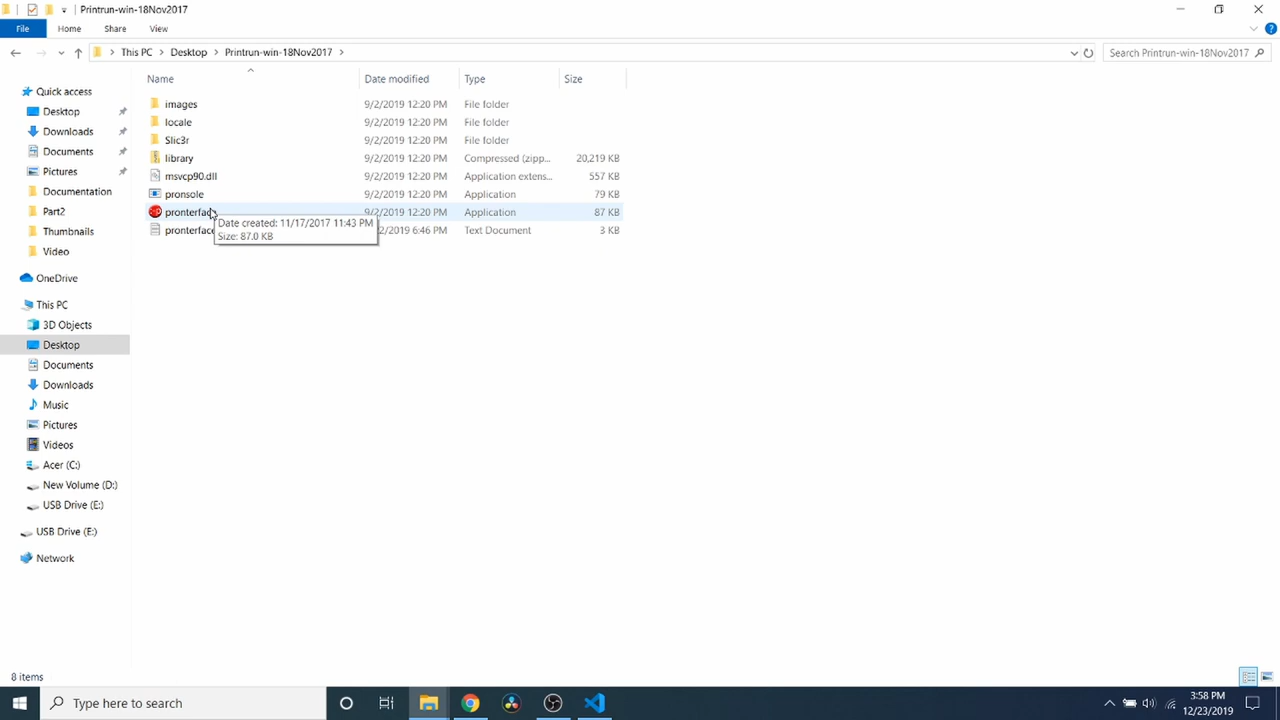 Printrun-win-18Nov2017
File Home Share View
This PC Desktop Printrun-win-18Nov2017 Search Printrun-win-18Nov2017
Name Date modified Type Size
images 9/2/2019 12:20 PM File folder
locale 9/2/2019 12:20 PM File folder
Slic3r 9/2/2019 12:20 PM File folder
library 9/2/2019 12:20 PM Compressed (zipp... 20,219 KB
msvcp90.dll 9/2/2019 12:20 PM Application extens... 557 KB
pronsole 9/2/2019 12:20 PM Application 79 KB
pronterface 9/2/2019 12:20 PM Application 87 KB
Date created: 11/17/2017 11:43 PM
Size: 87.0 KB
pronterface 2/2019 6:46 PM Text Document 3 KB
Quick access
Desktop
Downloads
Documents
Pictures
Documentation
Part2
Thumbnails
Video
OneDrive
This PC
3D Objects
Desktop
Documents
Downloads
Music
Pictures
Videos
Acer (C:)
New Volume (D:)
USB Drive (E:)
USB Drive (E:)
Network
8 items
Type here to search
3:58 PM
12/23/2019